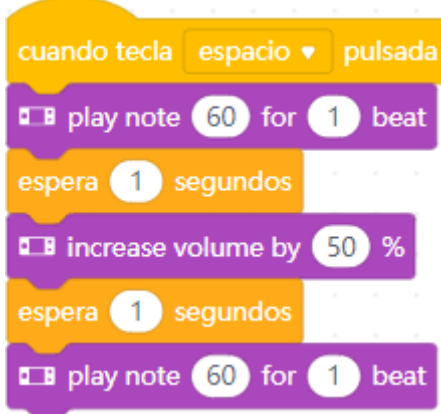 cuando tecla espacio pulsada
play note 60 for 1 beat
espera 1 segundos
increase volume by 50 %
espera 1 segundos
play note 60 for 1 beat